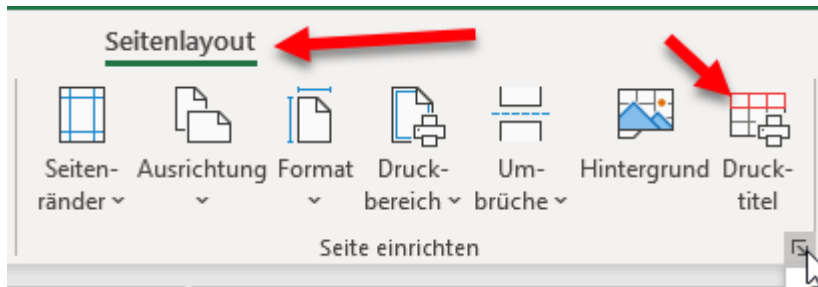 Seitenlayout
Seiten- Ausrichtung Format Druck- Um- Hintergrund Druck-
ränder bereich brüche titel
Seite einrichten